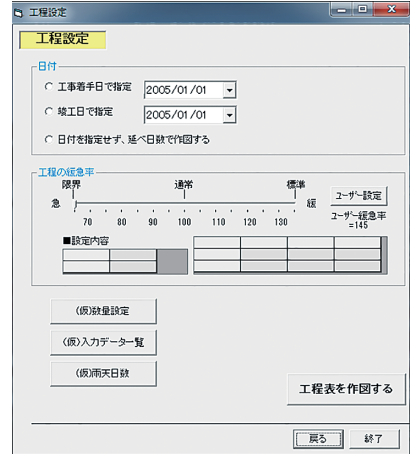 工程設定
工程設定
日付
工事着手日で指定 2005/01/01
竣工日で指定 2005/01/01
日付を指定せず、延べ日数で作図する
工程の緩急率
限界 通常 標準
急 緩 ユーザー設定
70 80 90 100 110 120 130
ユーザー緩急率
=145
■設定内容
(仮)数量設定
(仮)入力データ一覧
(仮)雨天日数
工程表を作図する
戻る 終了